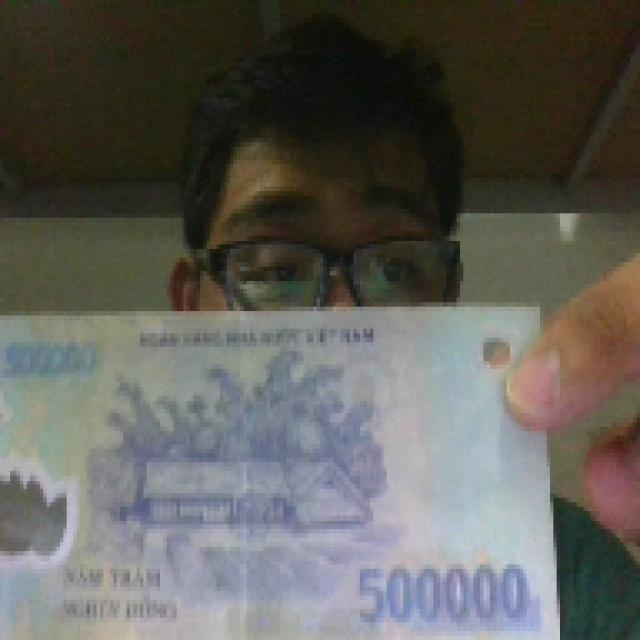 NGÂN HÀNG NHÀ NƯỚC VIỆT NAM
500000
NĂM TRĂM
NGHÌN ĐỒNG
500000